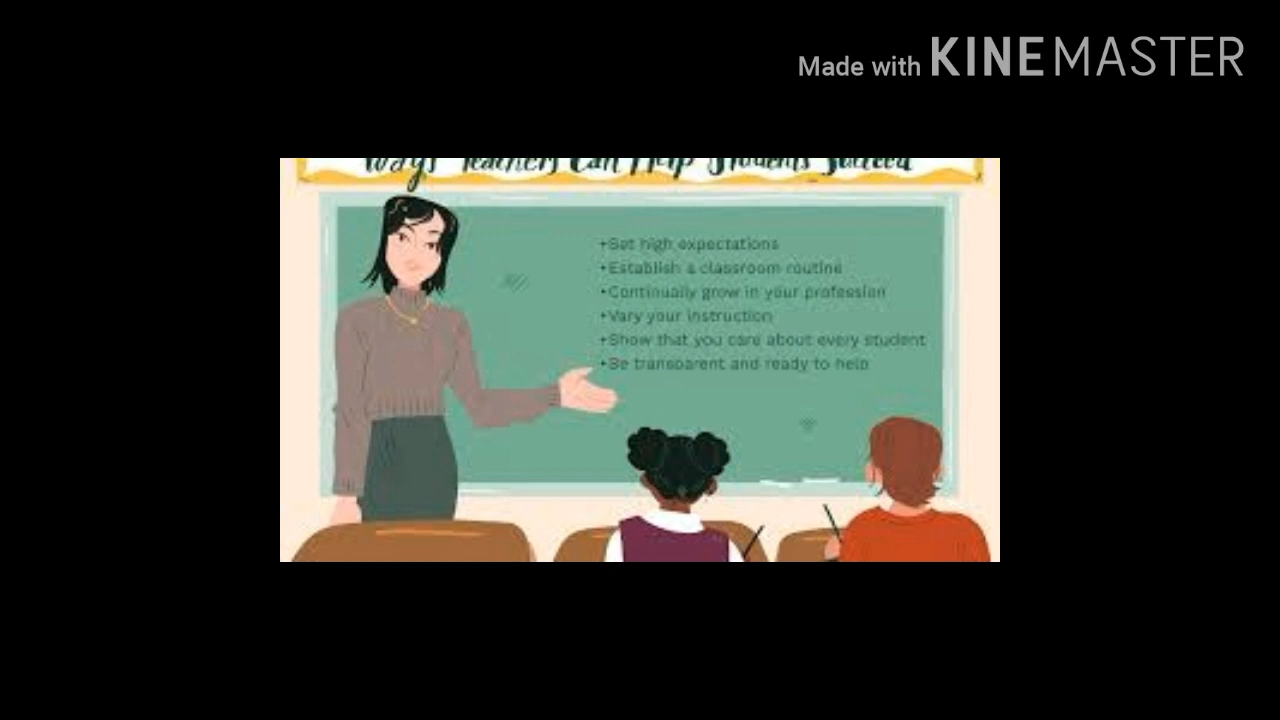 Made with KINEMASTER
Ways Teachers Can Help Students Succeed
•Set high expectations
•Establish a classroom routine
•Continually grow in your profession
•Vary your instruction
•Show that you care about every student
•Be transparent and ready to help